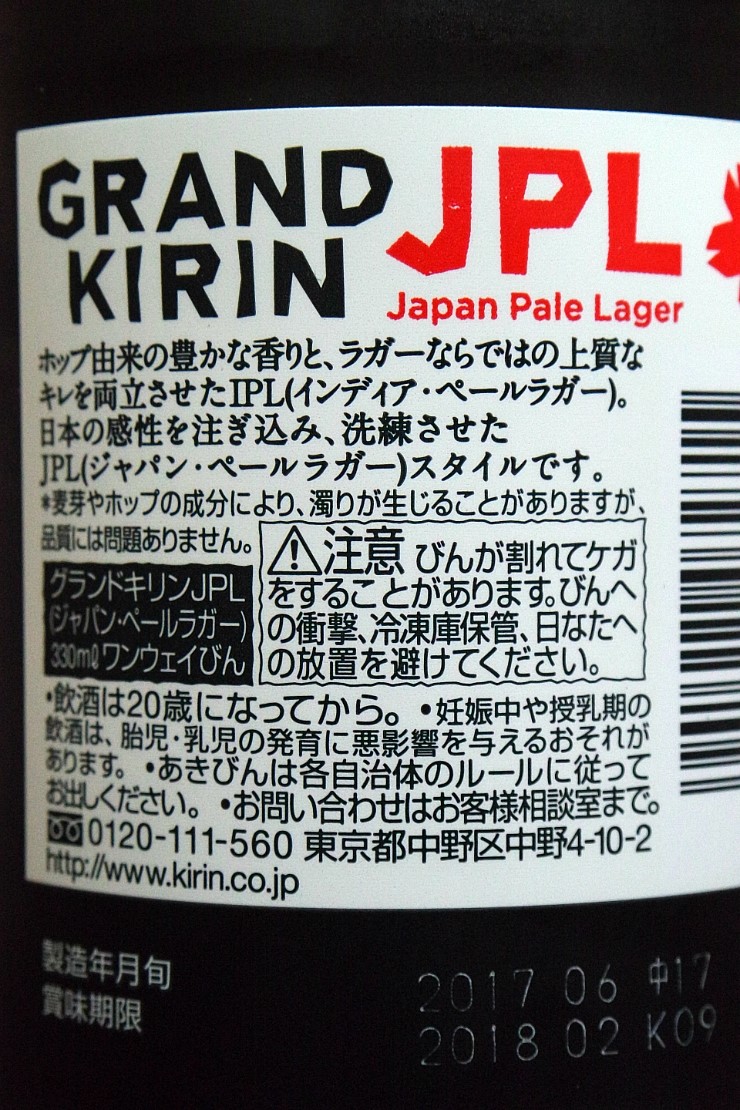 GRAND JPL
KIRIN
Japan Pale Lager
ホップ由来の豊かな香りと、ラガーならではの上質な
キレを両立させたIPL(インディア・ペールラガー)。
日本の感性を注ぎ込み、洗練させた
JPL(ジャパン・ペールラガー)スタイルです。
*麦芽やホップの成分により、濁りが生じることがありますが、
品質には問題ありません。
グランドキリンJPL
(ジャパン・ペールラガー)
330mlワンウェイびん
注意 びんが割れてケガ
をすることがあります。びんへ
の衝撃、冷凍庫保管、日なたへ
の放置を避けてください。
・飲酒は20歳になってから。・妊娠中や授乳期の
飲酒は、胎児・乳児の発育に悪影響を与えるおそれが
あります。・あきびんは各自治体のルールに従って
お出しください。・お問い合わせはお客様相談室まで。
0120-111-560 東京都中野区中野4-10-2
http://www.kirin.co.jp
製造年月旬 2017 06 中17
賞味期限 2018 02 K09